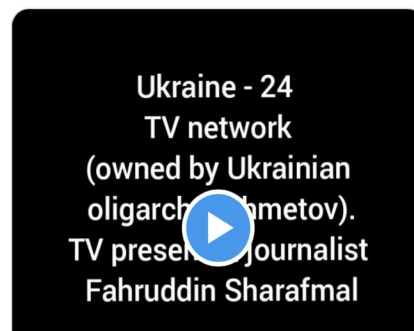 Ukraine - 24
TV network
(owned by Ukrainian
oligarch
TV journalist
Fahruddin Sharafmal